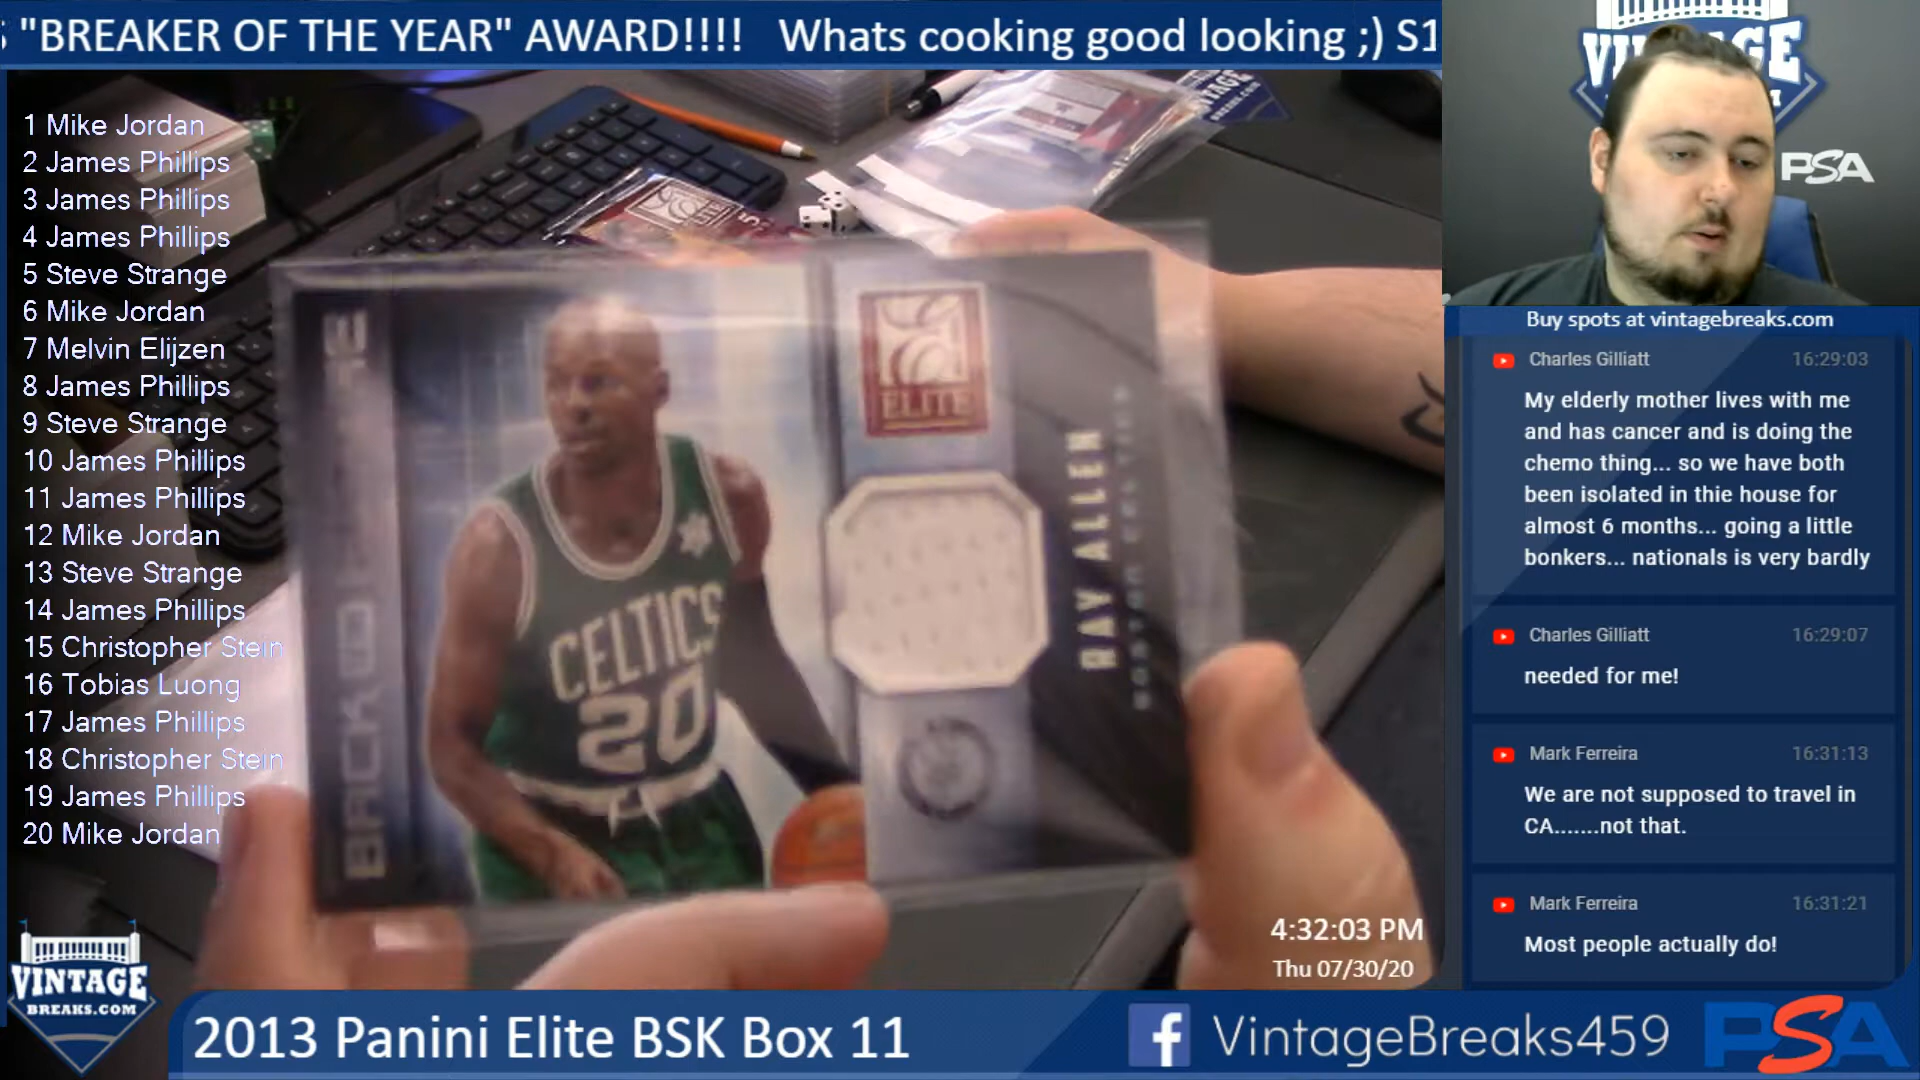 "BREAKER OF THE YEAR" AWARD!!!! Whats cooking good looking ;) S1
1 Mike Jordan
2 James Phillips
3 James Phillips
4 James Phillips
5 Steve Strange
6 Mike Jordan
7 Melvin Elijzen
8 James Phillips
9 Steve Strange
10 James Phillips
11 James Phillips
12 Mike Jordan
13 Steve Strange
14 James Phillips
15 Christopher Stein
16 Tobias Luong
17 James Phillips
18 Christopher Stein
19 James Phillips
20 Mike Jordan
ELITE
ELITE
RAY ALLEN
CELTICS
20
4:32:03 PM
Thu 07/30/20
PSA
Buy spots at vintagebreaks.com
Charles Gilliatt 16:29:03
My elderly mother lives with me
and has cancer and is doing the
chemo thing... so we have both
been isolated in thie house for
almost 6 months... going a little
bonkers... nationals is very bardly
Charles Gilliatt 16:29:07
needed for me!
Mark Ferreira 16:31:13
We are not supposed to travel in
CA.......not that.
Mark Ferreira 16:31:21
Most people actually do!
VINTAGE
BREAKS.COM
2013 Panini Elite BSK Box 11
f VintageBreaks459
PSA